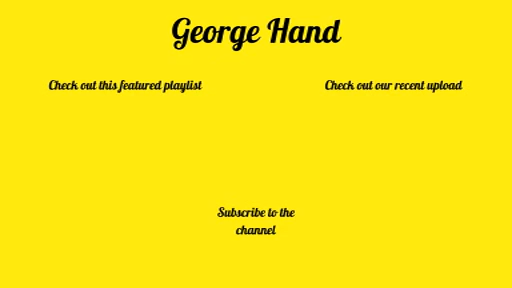 George Hand
Check out this featured playlist
Check out our recent upload
Subscribe to the
channel